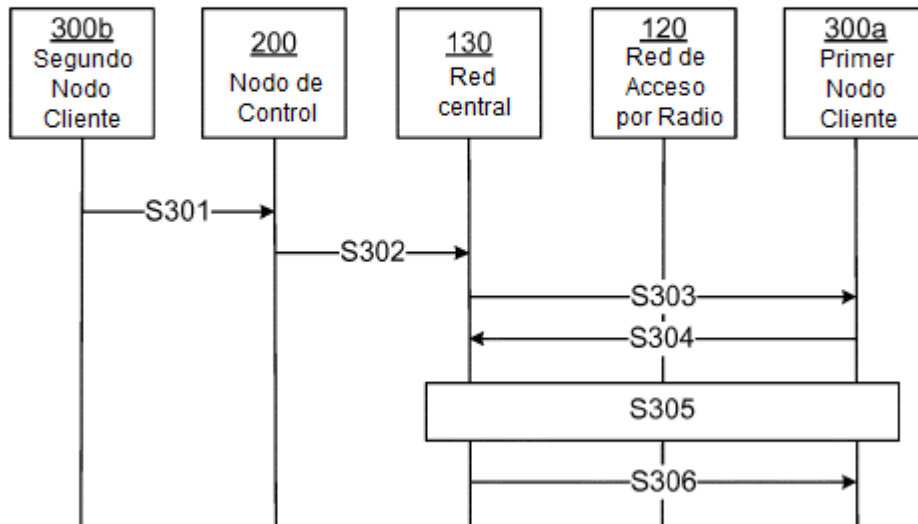 300b
Segundo
Nodo
Cliente
200
Nodo de
Control
130
Red
central
120
Red de
Acceso
por Radio
300a
Primer
Nodo
Cliente
S301
S302
S303
S304
S305
S306